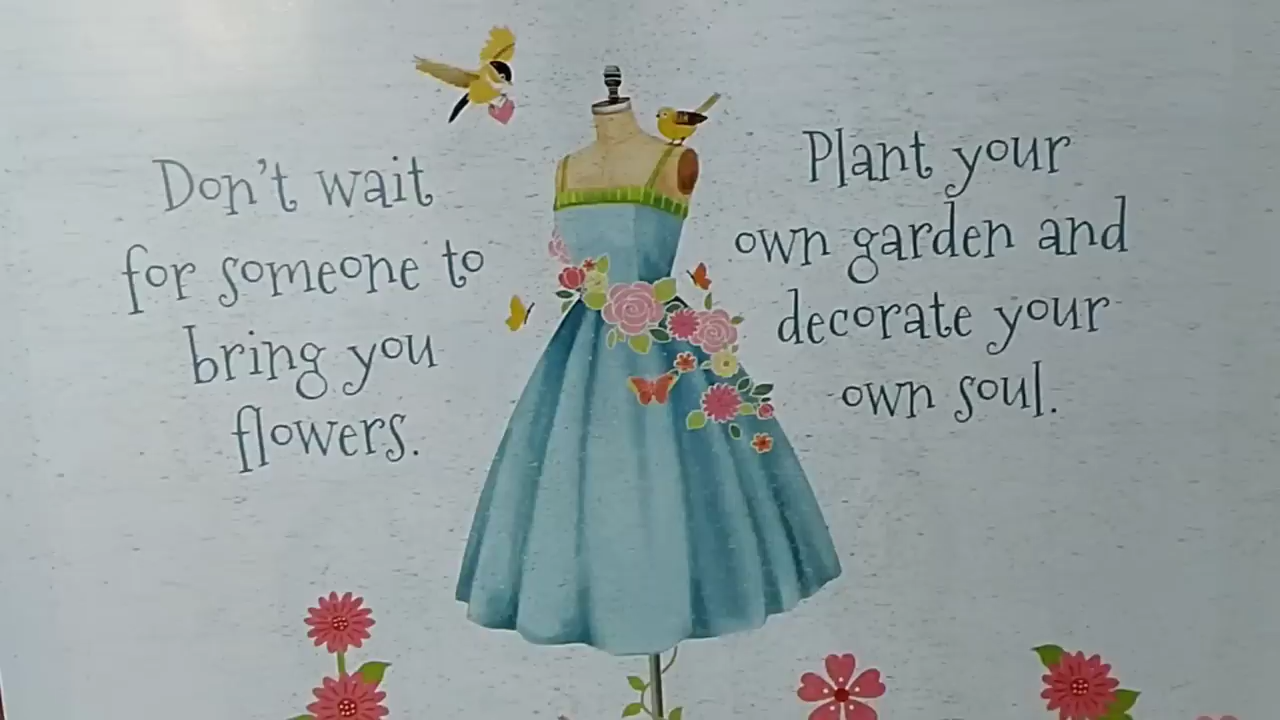 Don't wait
for someone to
bring you
flowers.
Plant your
own garden and
decorate your
own soul.